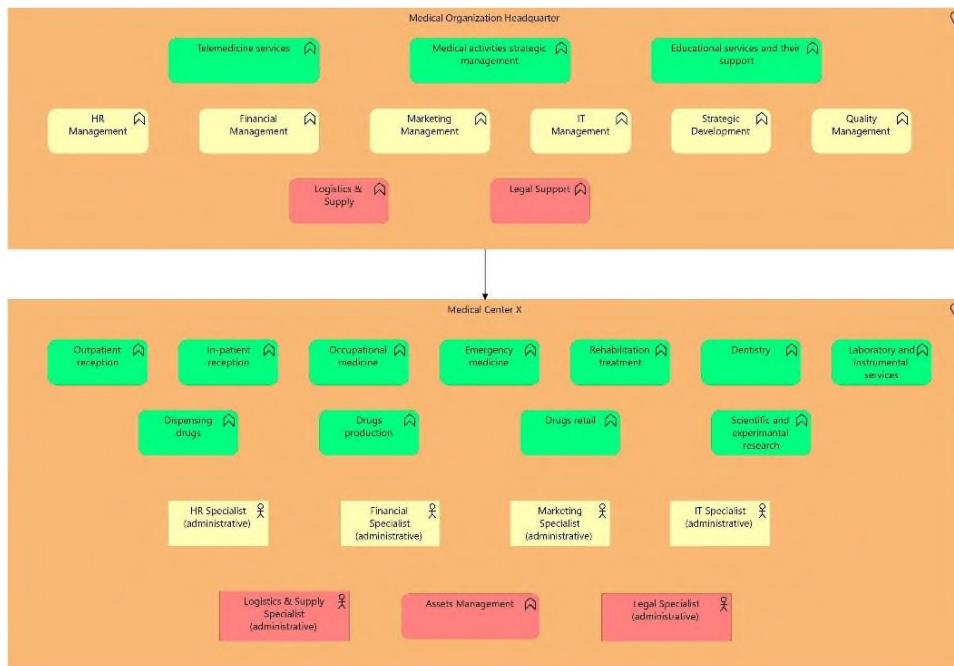 Medical Organization Headquarter
Telemedicine services
Medical activities strategic
management
Educational services and their
support
HR
Management
Financial
Management
Marketing
Management
IT
Management
Strategic
Development
Quality
Management
Logistics &
Supply
Legal Support
Medical Center X
Outpatient
reception
In-patient
reception
Occupational
medicine
Emergency
medicine
Rehabilitation
treatment
Dentistry
Laboratory and
instrumental
services
Dispensing
drugs
Drugs
production
Drugs retail
Scientific and
experimantal
research
HR Specialist
(administrative)
Financial
Specialist
(administrative)
Marketing
Specialist
(administrative)
IT Specialist
(administrative)
Logistics & Supply
Specialist
(administrative)
Assets Management
Legal Specialist
(administrative)